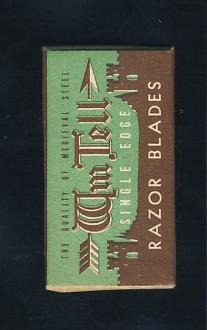 THE QUALITY OF MEDIEVAL STEEL
Wm Tell
SINGLE EDGE
RAZOR BLADES